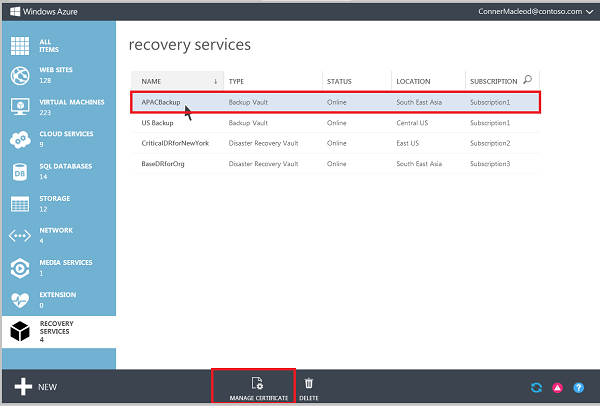 Windows Azure
ConnerMacleod@contoso.com
ALL
ITEMS
WEB SITES
128
VIRTUAL MACHINES
223
CLOUD SERVICES
9
SQL DATABASES
14
DB
STORAGE
12
NETWORK
4
MEDIA SERVICES
1
EXTENSION
0
RECOVERY
SERVICES
4
recovery services
NAME ↓ TYPE STATUS LOCATION SUBSCRIPTION
APACBackup Backup Vault Online South East Asia Subscription1
US Backup Backup Vault Online Central US Subscription1
CriticalDRforNewYork Disaster Recovery Vault Online East US Subscription2
BaseDRforOrg Disaster Recovery Vault Online South East Asia Subscription3
NEW
MANAGE CERTIFICATE
DELETE
?